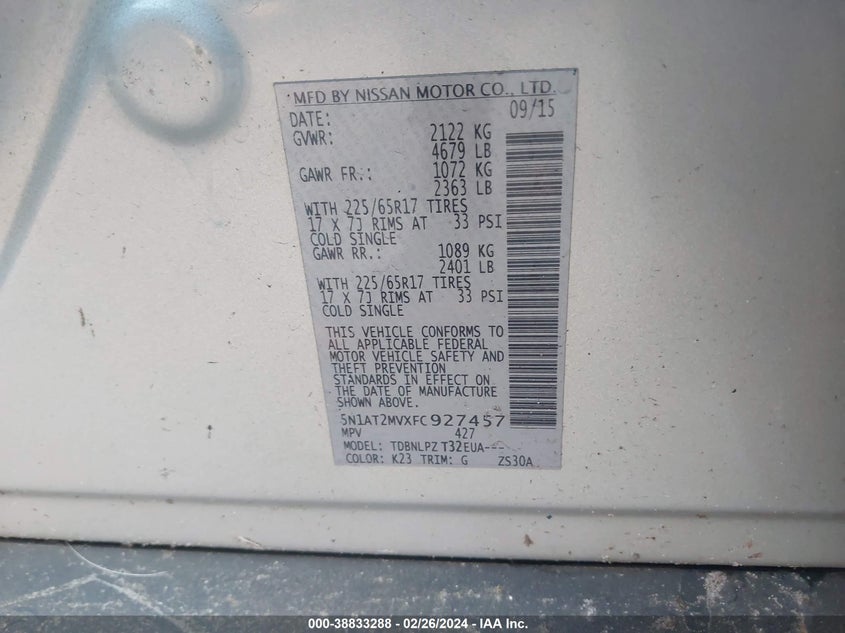 MFD BY NISSAN MOTOR CO., LTD.
DATE: 09/15
GVWR: 2122 KG
4679 LB
GAWR FR.: 1072 KG
2363 LB
WITH 225/65R17 TIRES
17 X 7J RIMS AT 33 PSI
COLD SINGLE
GAWR RR.: 1089 KG
2401 LB
WITH 225/65R17 TIRES
17 X 7J RIMS AT 33 PSI
COLD SINGLE
THIS VEHICLE CONFORMS TO
ALL APPLICABLE FEDERAL
MOTOR VEHICLE SAFETY AND
THEFT PREVENTION
STANDARDS IN EFFECT ON
THE DATE OF MANUFACTURE
SHOWN ABOVE.
5N1AT2MVXFC927457
MPV 427
MODEL: TDBNLPZ T32EUA---
COLOR: K23 TRIM: G ZS30A
000-38833288 - 02/26/2024 - IAA Inc.